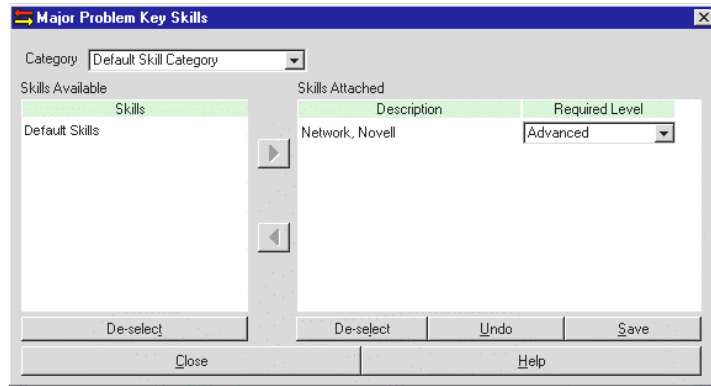 Major Problem Key Skills
Category Default Skill Category
Skills Available Skills Attached
Skills Description Required Level
Default Skills Network, Novell Advanced
De-select De-select Undo Save
Close Help